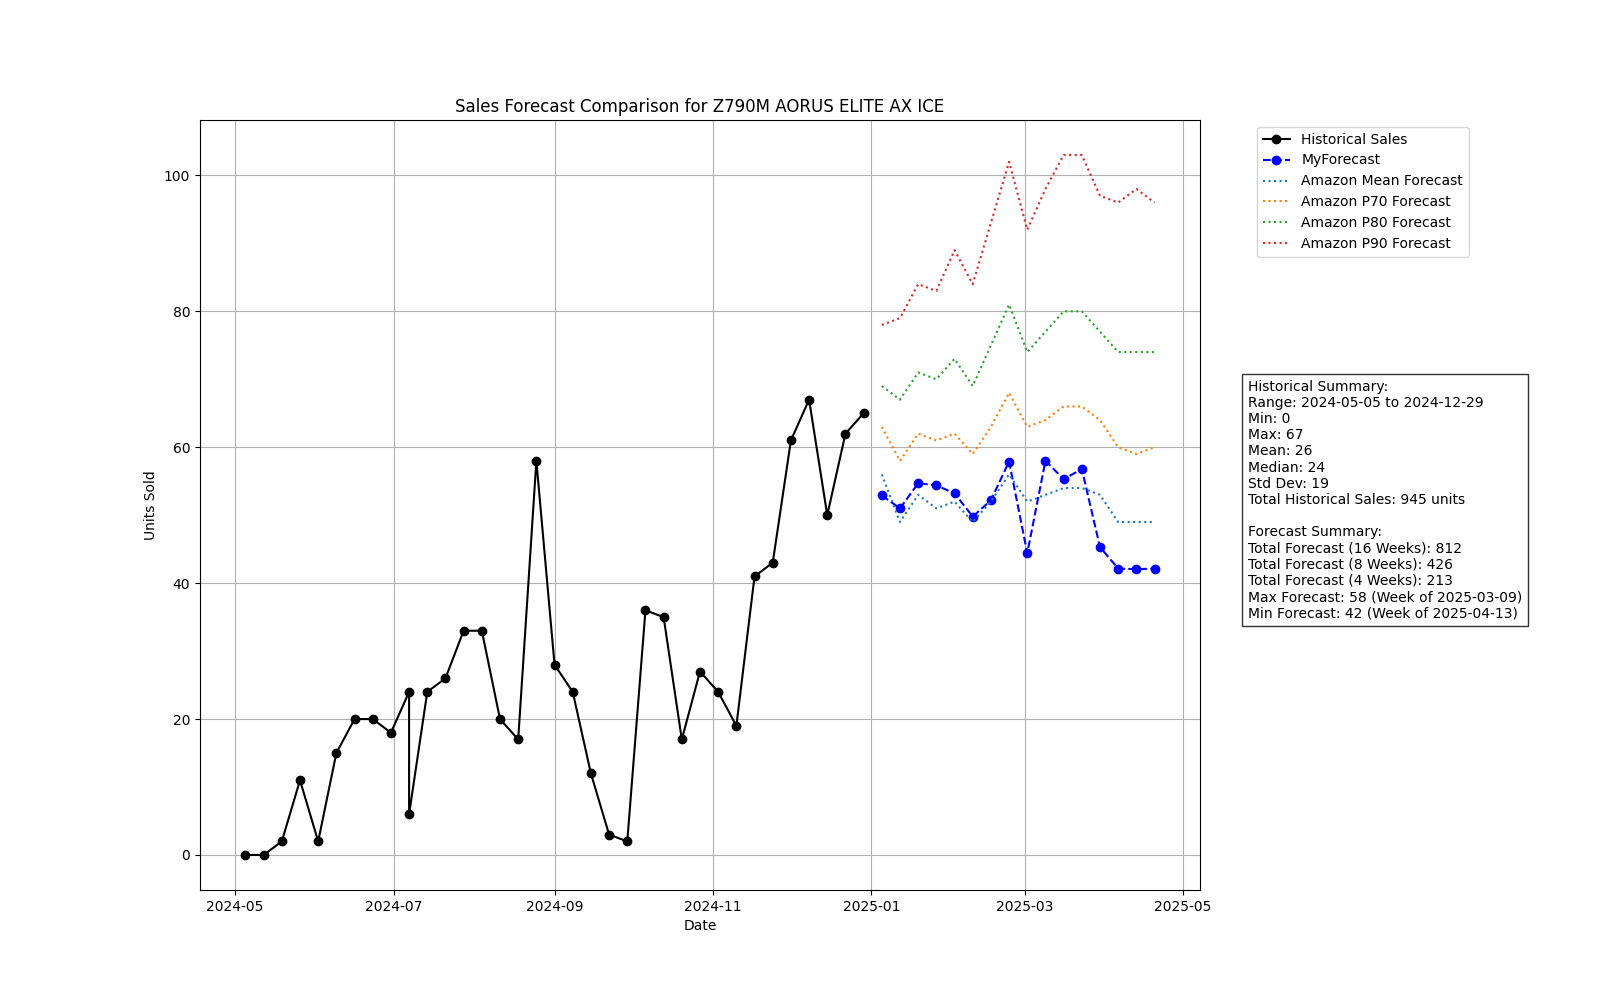 Sales Forecast Comparison for Z790M AORUS ELITE AX ICE
Units Sold
100
80
60
40
20
0
2024-05
2024-07
2024-09
2024-11
2025-01
2025-03
2025-05
Date
Historical Sales
MyForecast
Amazon Mean Forecast
Amazon P70 Forecast
Amazon P80 Forecast
Amazon P90 Forecast
Historical Summary:
Range: 2024-05-05 to 2024-12-29
Min: 0
Max: 67
Mean: 26
Median: 24
Std Dev: 19
Total Historical Sales: 945 units
Forecast Summary:
Total Forecast (16 Weeks): 812
Total Forecast (8 Weeks): 426
Total Forecast (4 Weeks): 213
Max Forecast: 58 (Week of 2025-03-09)
Min Forecast: 42 (Week of 2025-04-13)